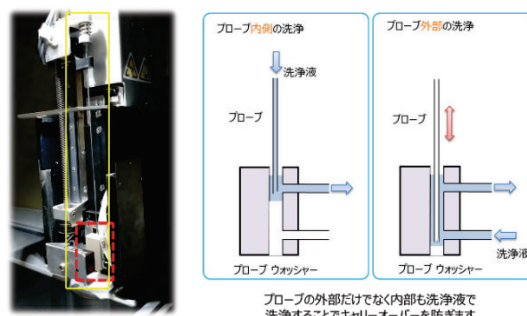 プローブ内側の洗浄
洗浄液
プローブ
プローブ ウォッシャー
プローブ外部の洗浄
プローブ
洗浄液
プローブ ウォッシャー
プローブの外部だけでなく内部も洗浄液で
洗浄することでキャリーオーバーを防ぎます